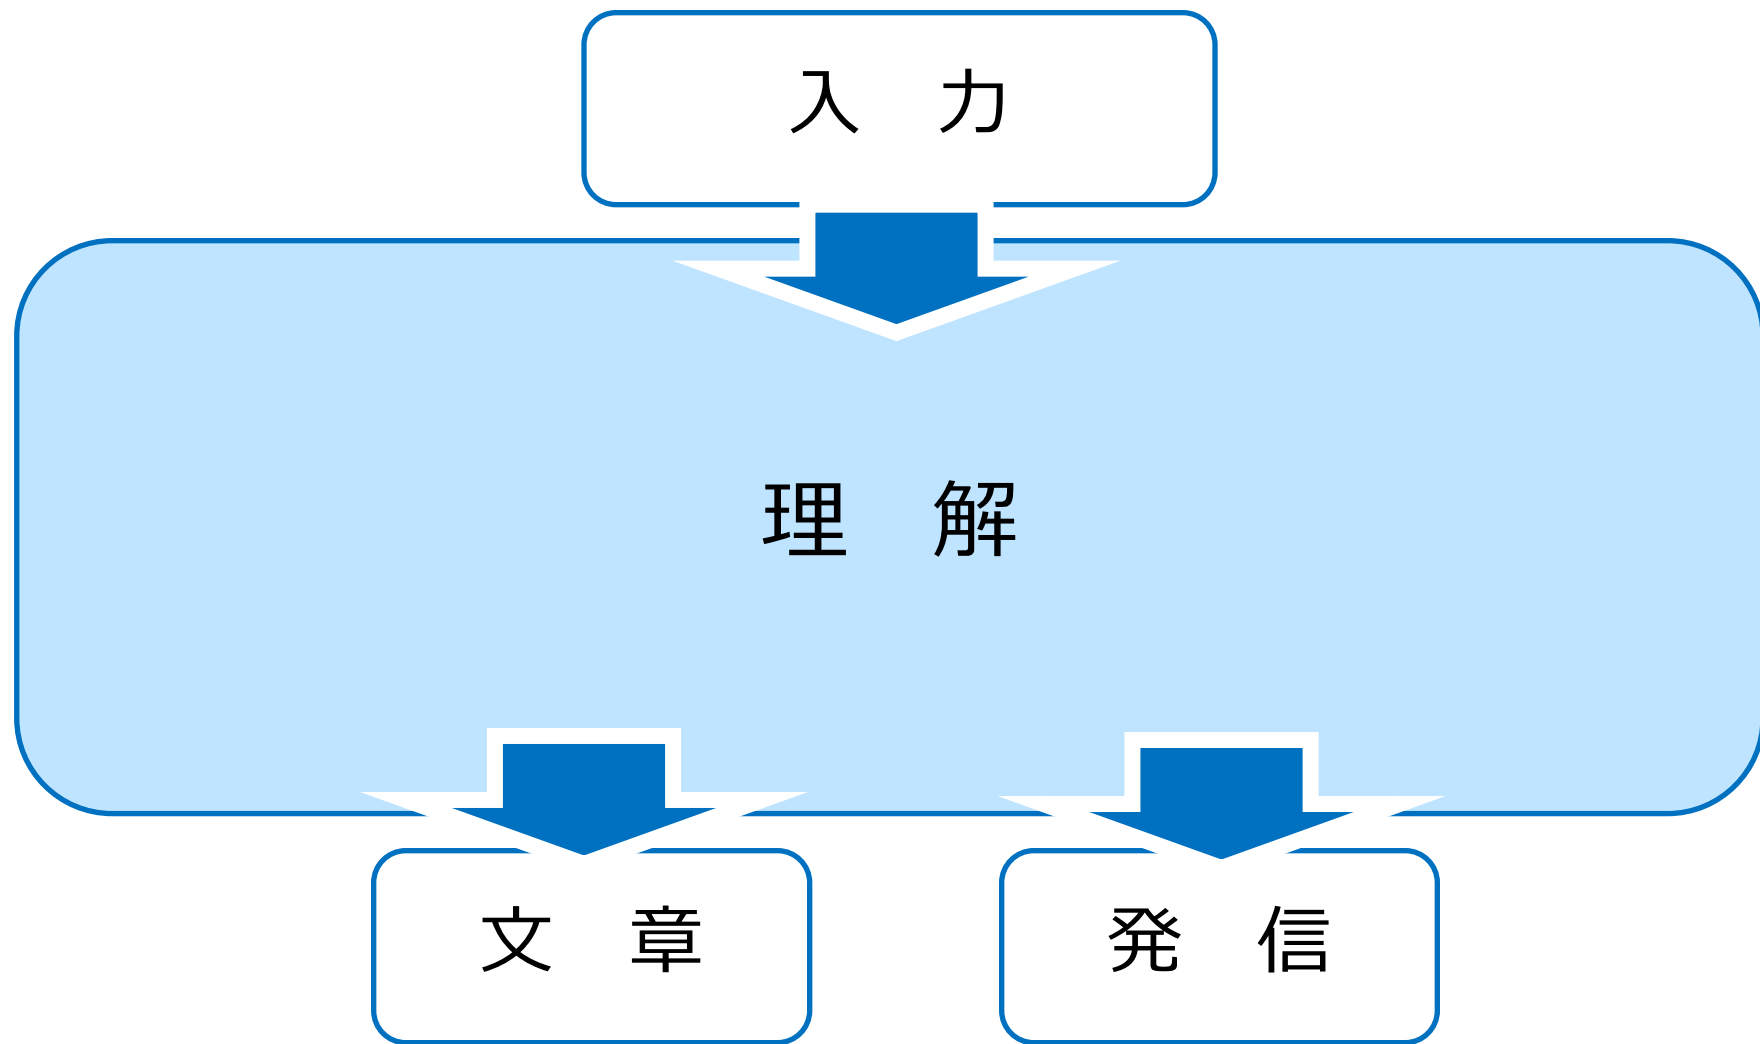 入　力
理　解
文　章
発　信